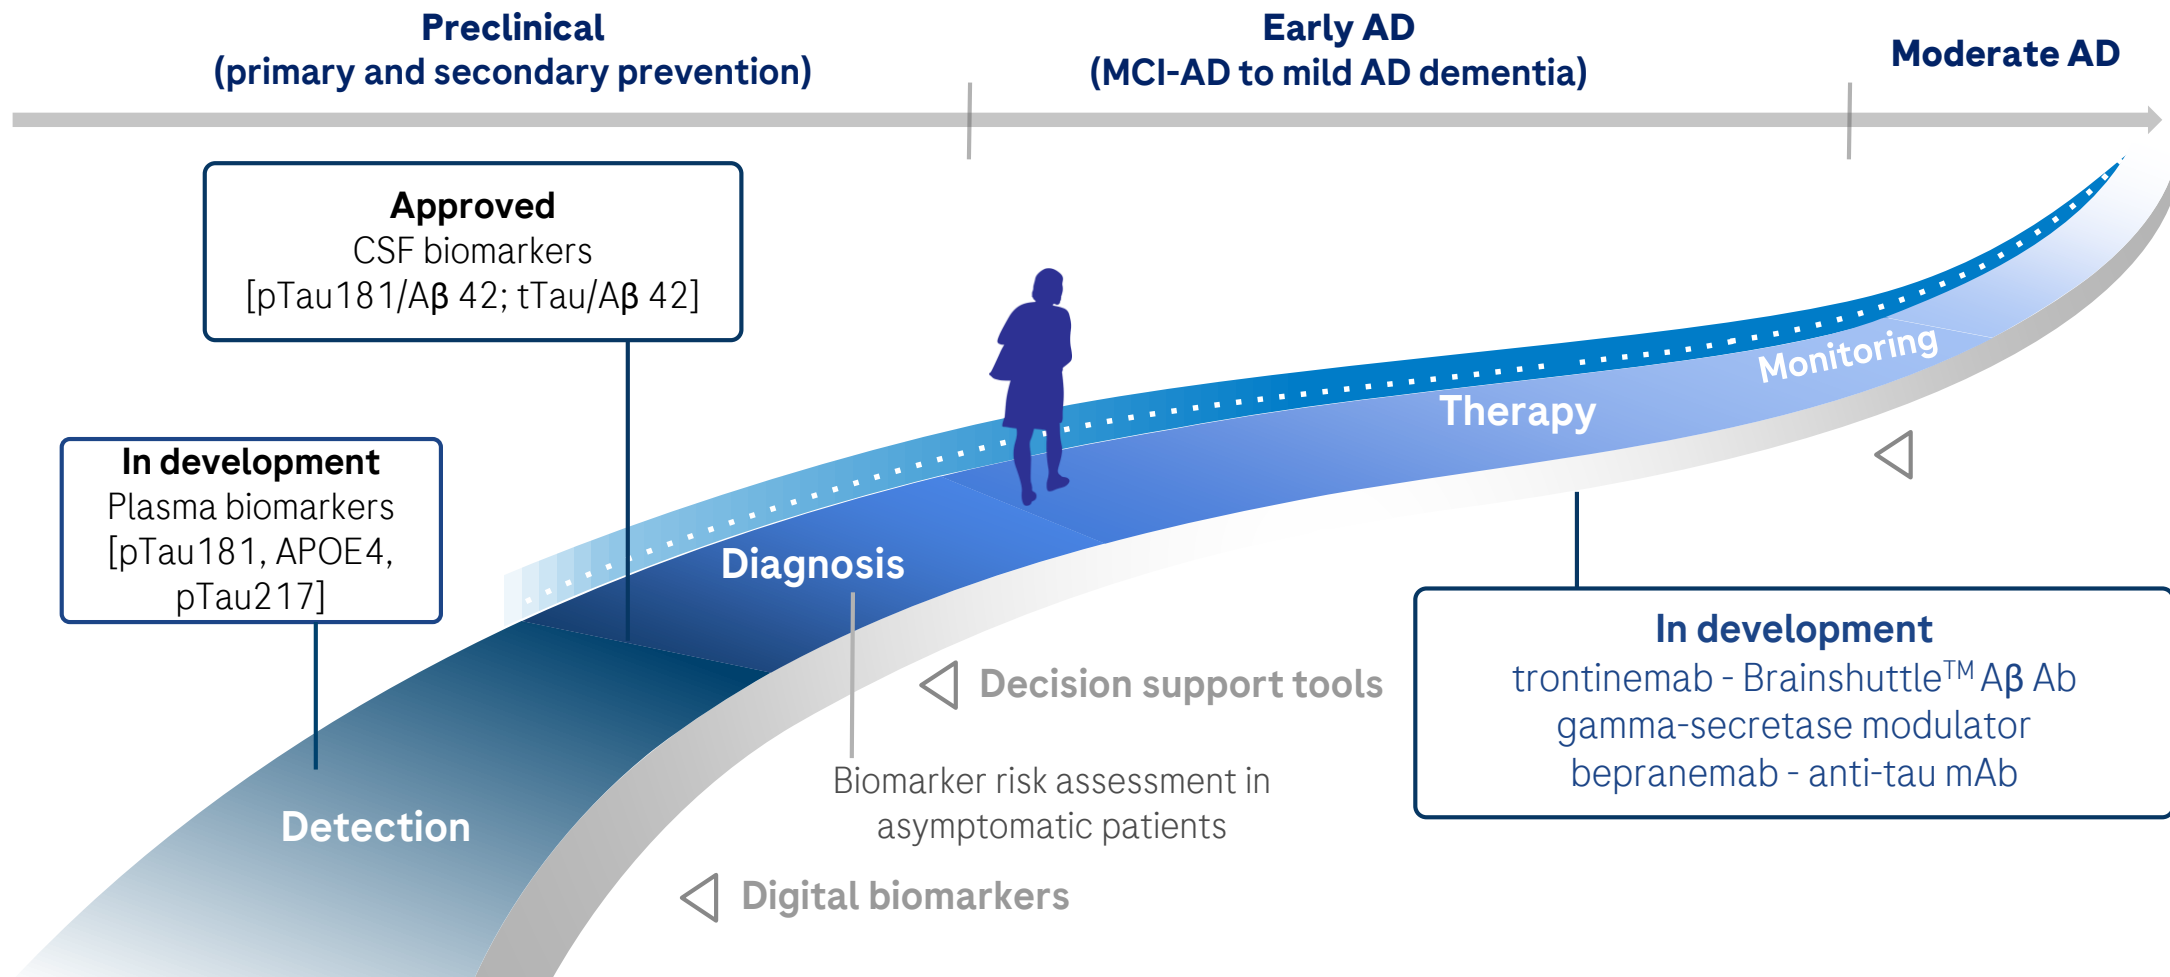 Preclinical
(primary and secondary prevention)
Early AD
(MCI-AD to mild AD dementia)
Moderate AD
Approved
CSF biomarkers
[pTau181/Aβ 42; tTau/Aβ 42]
In development
Plasma biomarkers
[pTau181, APOE4,
pTau217]
Monitoring
Therapy
Diagnosis
Detection
Decision support tools
Biomarker risk assessment in
asymptomatic patients
Digital biomarkers
In development
trontinemab - Brainshuttle™ Aβ Ab
gamma-secretase modulator
bepranemab - anti-tau mAb